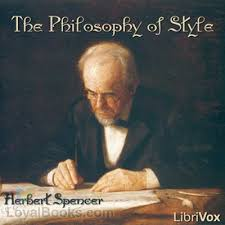 The Philosophy of Style
Herbert Spencer
LoyalBooks.com
LibriVox